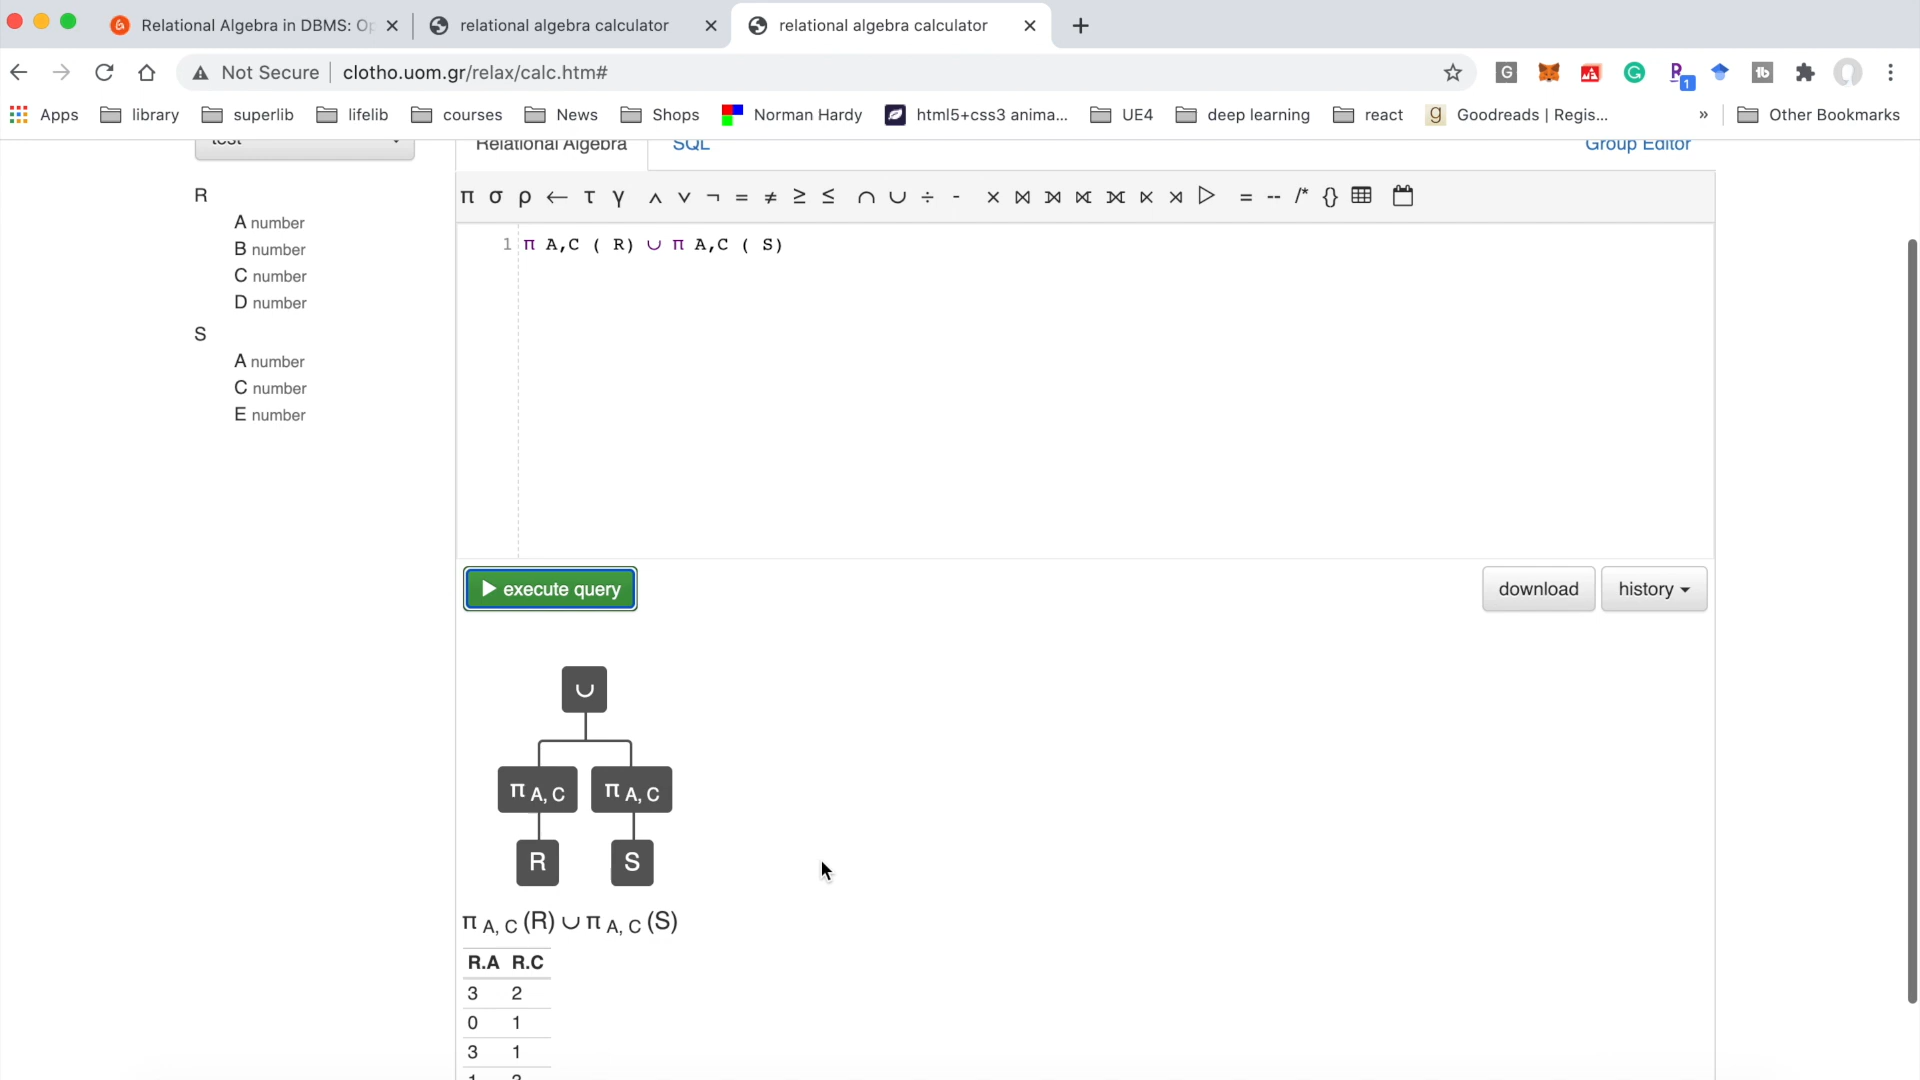 Relational Algebra in DBMS: Op
relational algebra calculator
relational algebra calculator
Not Secure | clotho.uom.gr/relax/calc.htm#
Apps library superlib lifelib courses News Shops Norman Hardy html5+css3 anima... UE4 deep learning react Goodreads | Regis... » Other Bookmarks
test
Relational Algebra SQL Group Editor
π σ ρ ← τ γ ∧ ∨ ¬ = ≠ ≥ ≤ ∩ ∪ ÷ - ⨯ ⨝ ⟕ ⟖ ⟗ ⋉ ⋊ ▷ = -- /* {}
R
A number
B number
C number
D number
S
A number
C number
E number
1 π A,C ( R) ∪ π A,C ( S)
execute query download history
∪
π A, C π A, C
R S
π A, C (R) ∪ π A, C (S)
R.A R.C
3 2
0 1
3 1